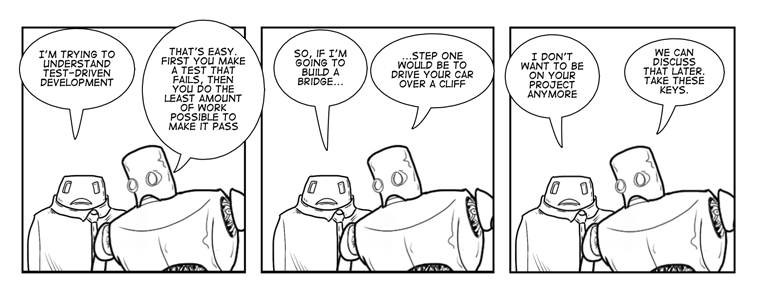 I'M TRYING TO
UNDERSTAND
TEST-DRIVEN
DEVELOPMENT
THAT'S EASY.
FIRST YOU MAKE
A TEST THAT
FAILS, THEN
YOU DO THE
LEAST AMOUNT
OF WORK
POSSIBLE TO
MAKE IT PASS
SO, IF I'M
GOING TO
BUILD A
BRIDGE...
...STEP ONE
WOULD BE TO
DRIVE YOUR CAR
OVER A CLIFF
I DON'T
WANT TO BE
ON YOUR
PROJECT
ANYMORE
WE CAN
DISCUSS
THAT LATER.
TAKE THESE
KEYS.